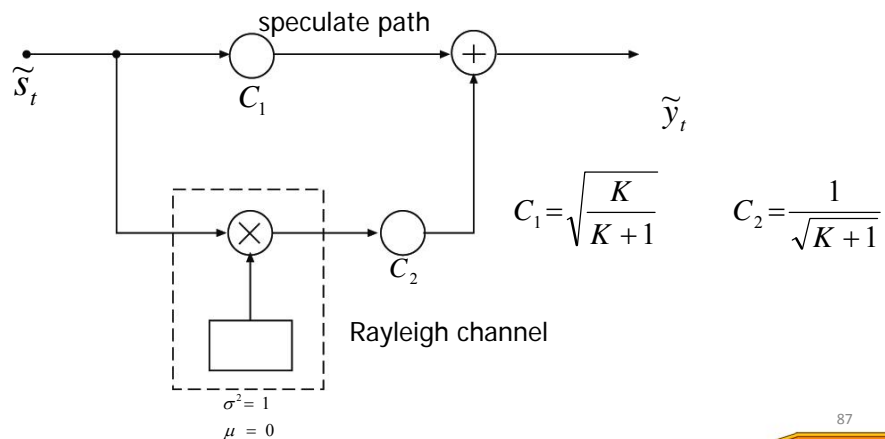 speculate path
s̃_t
C_1
+
ỹ_t
C_1 = √(K/(K + 1)) C_2 = 1/√(K + 1)
×
C_2
Rayleigh channel
σ² = 1
μ = 0
87